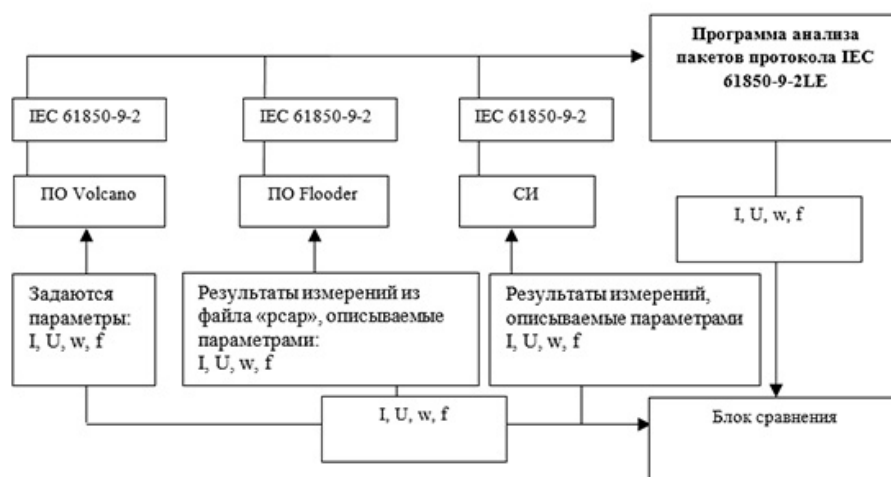 Программа анализа
пакетов протокола IEC
61850-9-2LE
IEC 61850-9-2
IEC 61850-9-2
IEC 61850-9-2
ПО Volcano
ПО Flooder
СИ
I, U, w, f
Задаются
параметры:
I, U, w, f
Результаты измерений из
файла «pcap», описываемые
параметрами:
I, U, w, f
Результаты измерений,
описываемые параметрами
I, U, w, f
I, U, w, f
Блок сравнения